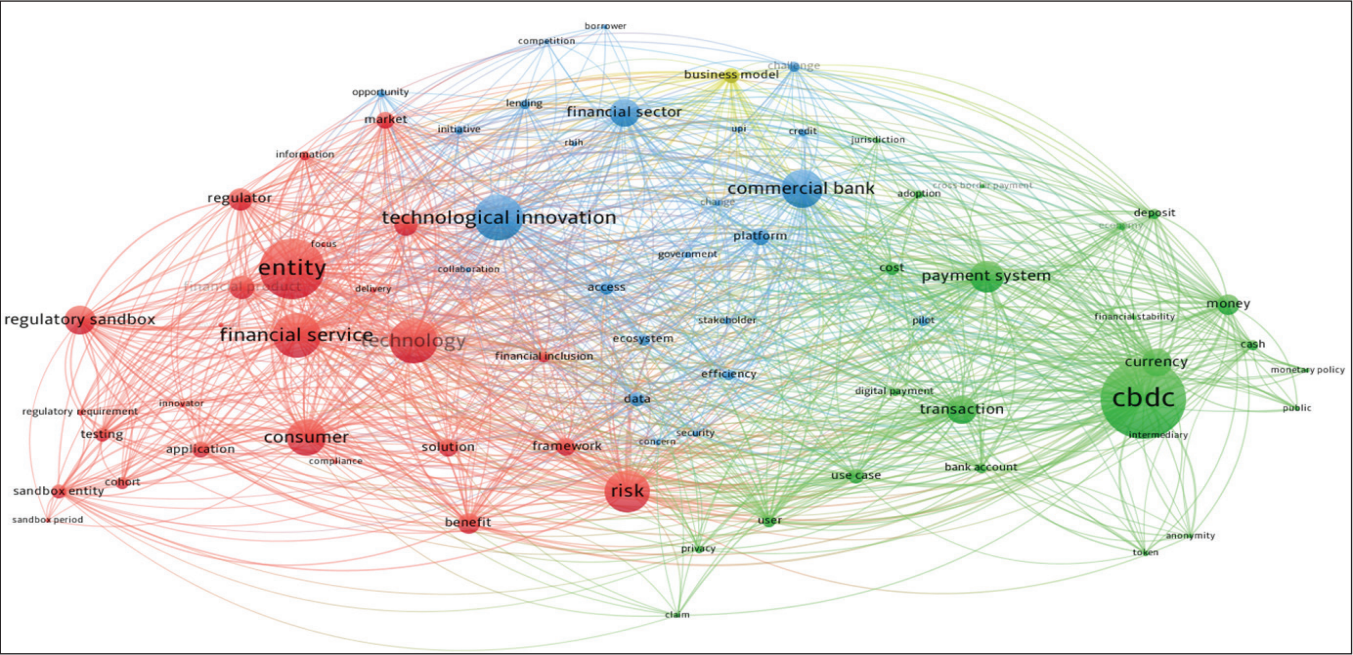 borrower
competition
challenge
business model
opportunity
lending
financial sector
market
initiative
upi
credit
jurisdiction
rbih
information
cross border payment
commercial bank
adoption
regulator
change
deposit
technological innovation
economy
platform
focus
government
entity
collaboration
cost
payment system
financial product
delivery
access
money
financial stability
regulatory sandbox
stakeholder
pilot
financial service
technology
ecosystem
cash
financial inclusion
currency
monetary policy
efficiency
digital payment
data
cbdc
innovator
regulatory requirement
transaction
public
testing
security
intermediary
consumer
concern
application
solution
framework
compliance
bank account
use case
cohort
sandbox entity
risk
sandbox period
benefit
user
anonymity
privacy
token
claim